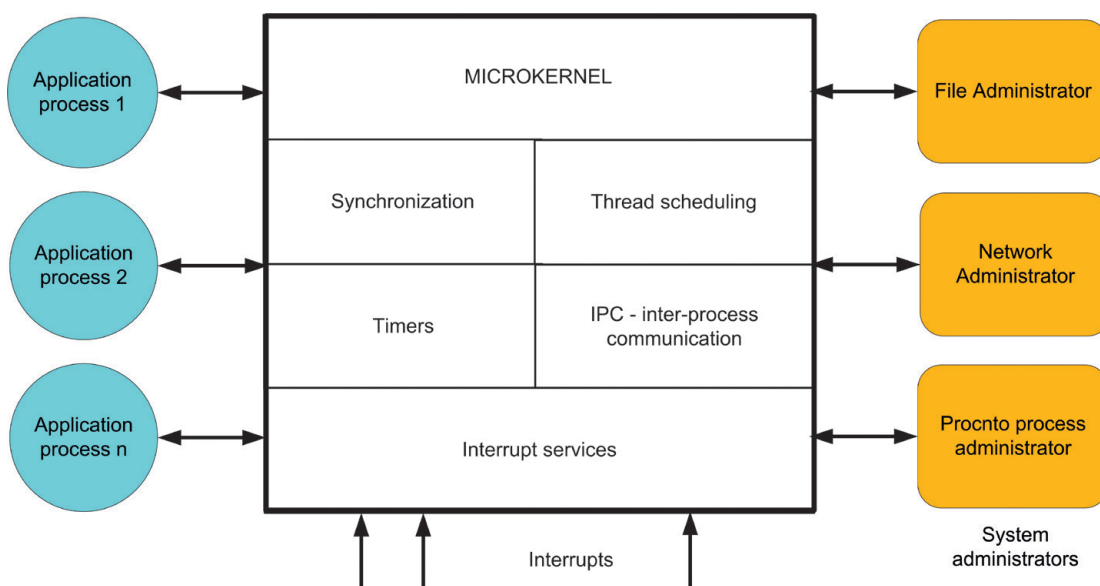 Application
process 1
MICROKERNEL
File Administrator
Synchronization
Thread scheduling
Application
process 2
Network
Administrator
Timers
IPC - inter-process
communication
Application
process n
Interrupt services
Procnto process
administrator
Interrupts
System
administrators